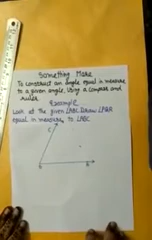 Something More
To construct an angle equal in measure
to a given angle, Using a compass and
ruler
Example
Look at the given ∠ABC. Draw ∠PQR
equal in measure, to ∠ABC
C
B
A